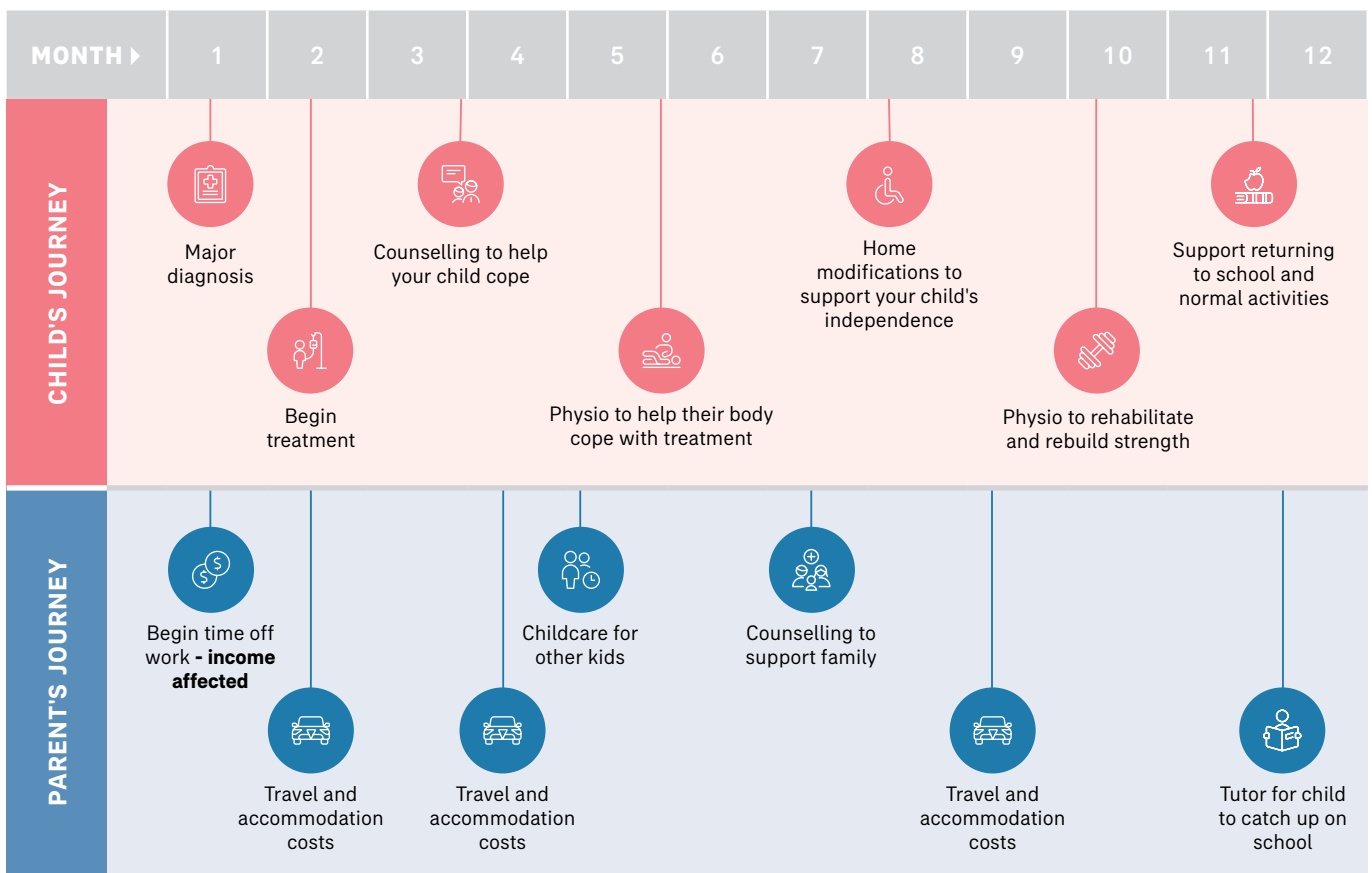 MONTH 1 2 3 4 5 6 7 8 9 10 11 12
CHILD'S JOURNEY
Major
diagnosis
Begin
treatment
Counselling to help
your child cope
Physio to help their body
cope with treatment
Home
modifications to
support your child's
independence
Physio to rehabilitate
and rebuild strength
Support returning
to school and
normal activities
PARENT'S JOURNEY
Begin time off
work - income
affected
Travel and
accommodation
costs
Travel and
accommodation
costs
Childcare for
other kids
Counselling to
support family
Travel and
accommodation
costs
Tutor for child
to catch up on
school